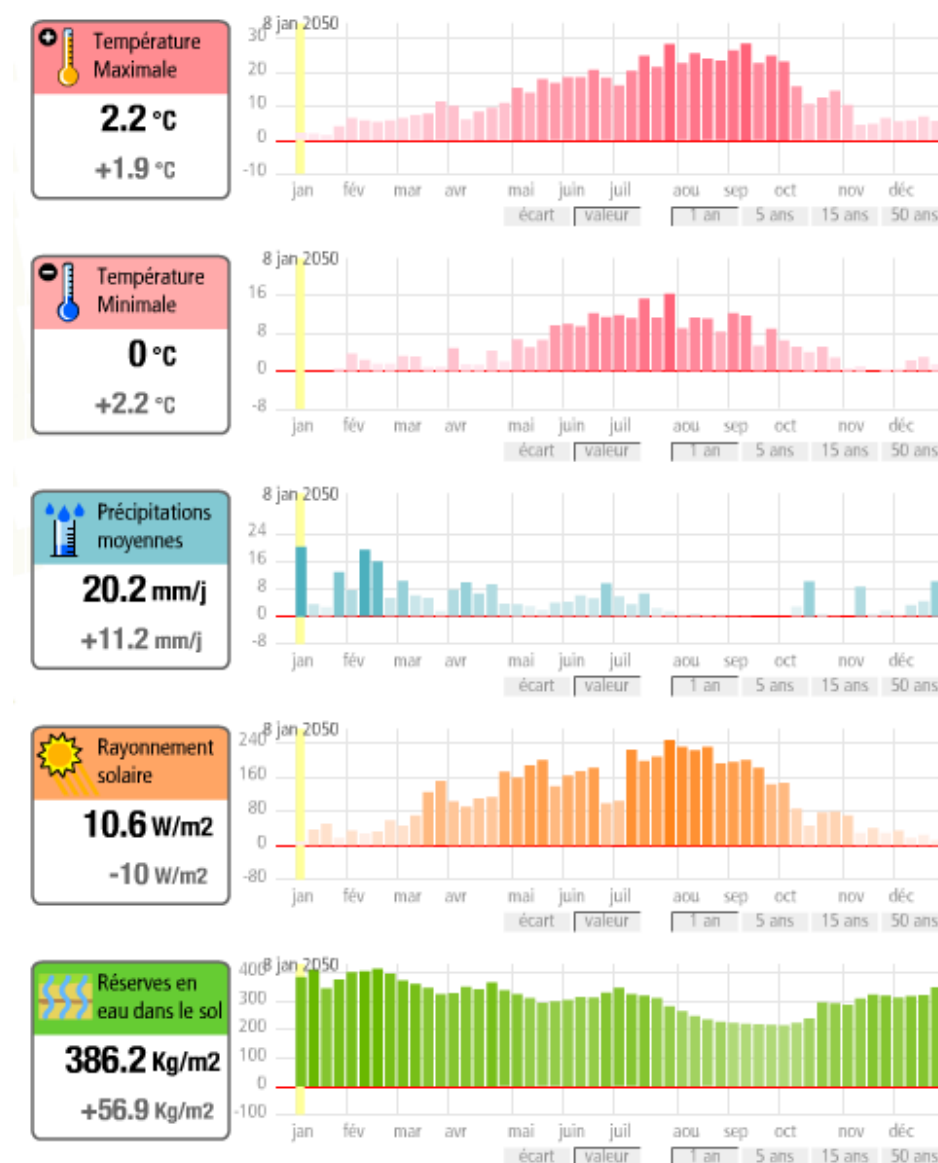 Température
Maximale
2.2 °C
+1.9 °C
8 jan 2050
30
20
10
0
-10
jan fév mar avr mai juin juil aou sep oct nov déc
écart valeur 1 an 5 ans 15 ans 50 ans
Température
Minimale
0 °C
+2.2 °C
8 jan 2050
16
8
0
-8
jan fév mar avr mai juin juil aou sep oct nov déc
écart valeur 1 an 5 ans 15 ans 50 ans
Précipitations
moyennes
20.2 mm/j
+11.2 mm/j
8 jan 2050
24
16
8
0
-8
jan fév mar avr mai juin juil aou sep oct nov déc
écart valeur 1 an 5 ans 15 ans 50 ans
Rayonnement
solaire
10.6 W/m2
-10 W/m2
8 jan 2050
240
160
80
0
-80
jan fév mar avr mai juin juil aou sep oct nov déc
écart valeur 1 an 5 ans 15 ans 50 ans
Réserves en
eau dans le sol
386.2 Kg/m2
+56.9 Kg/m2
8 jan 2050
400
300
200
100
0
-100
jan fév mar avr mai juin juil aou sep oct nov déc
écart valeur 1 an 5 ans 15 ans 50 ans